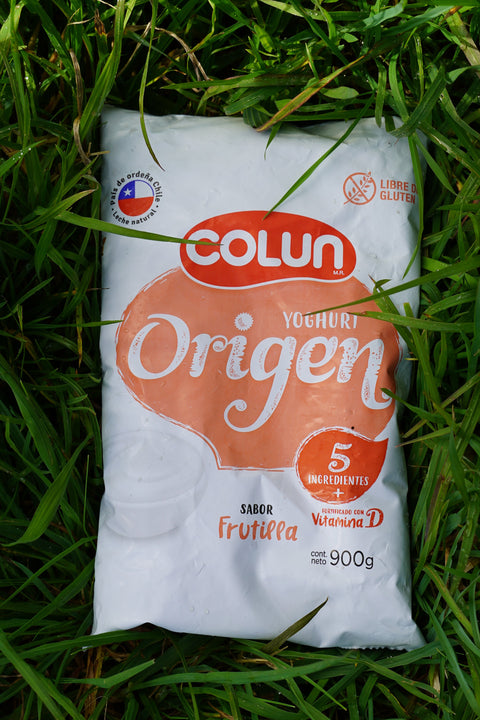 País de ordeña Chile
Leche natural
LIBRE DE
GLUTEN
COLUN
M.R.
YOGHURT
Origen
5
INGREDIENTES
+
FORTIFICADO CON
Vitamina D
SABOR
Frutilla
cont.
neto 900g